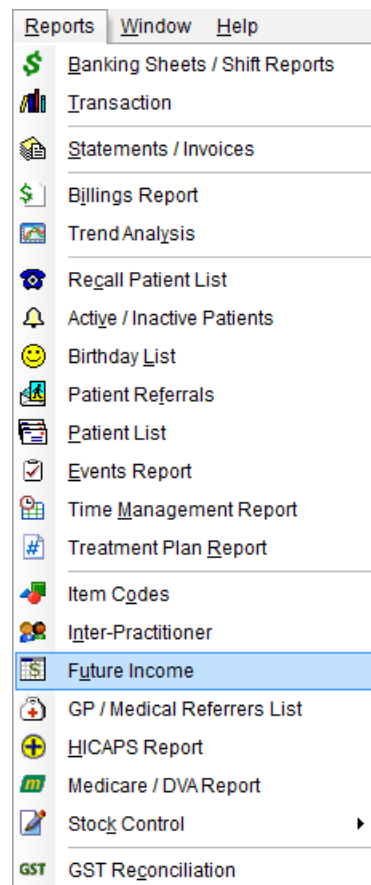 Reports Window Help
$ Banking Sheets / Shift Reports
Transaction
Statements / Invoices
$ Billings Report
Trend Analysis
Recall Patient List
Active / Inactive Patients
Birthday List
Patient Referrals
Patient List
Events Report
Time Management Report
# Treatment Plan Report
Item Codes
Inter-Practitioner
$ Future Income
GP / Medical Referrers List
HICAPS Report
m Medicare / DVA Report
Stock Control
GST GST Reconciliation